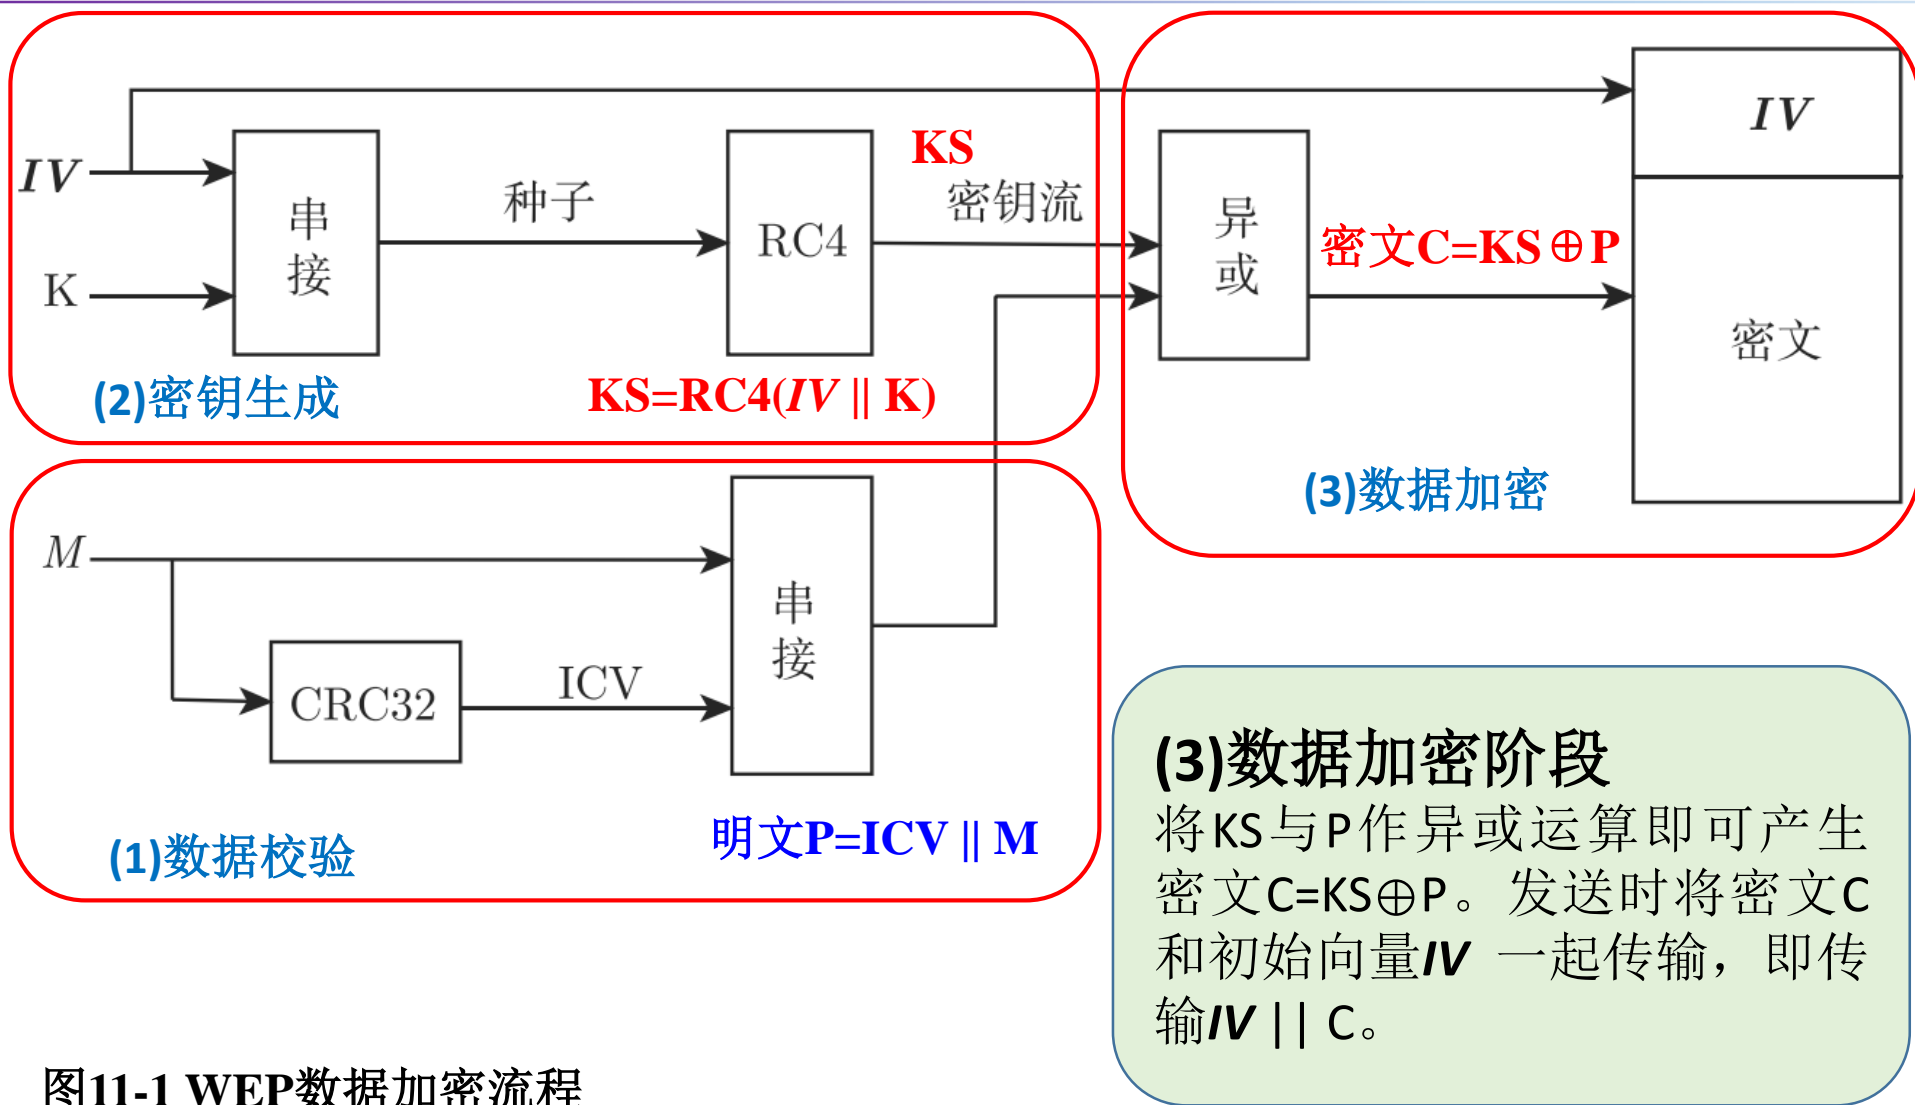 IV
K
串
接
种子
RC4
KS
密钥流
KS=RC4(IV || K)
(2)密钥生成
异
或
密文C=KS⊕P
IV
密文
(3)数据加密
M
CRC32
ICV
串
接
明文P=ICV || M
(1)数据校验
(3)数据加密阶段
将KS与P作异或运算即可产生
密文C=KS⊕P。发送时将密文C
和初始向量IV 一起传输，即传
输IV || C。
图11-1 WEP数据加密流程